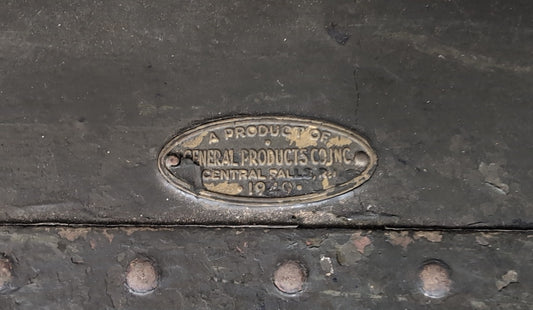 A PRODUCT OF
GENERAL PRODUCTS CO. INC.
CENTRAL FALLS, R.I.
1940